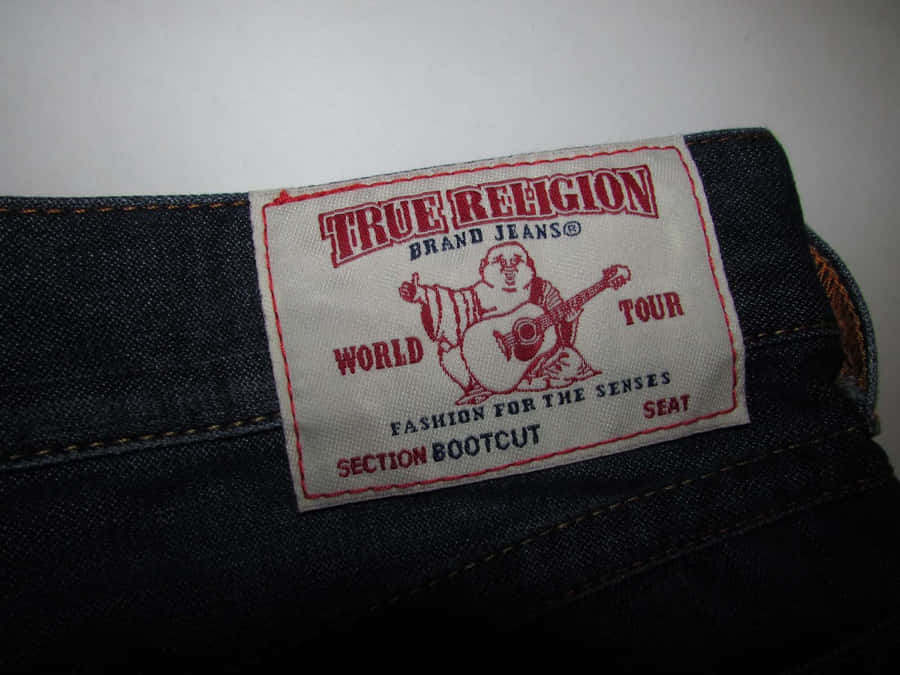 TRUE RELIGION
BRAND JEANS®
WORLD TOUR
FASHION FOR THE SENSES
SECTION BOOTCUT SEAT